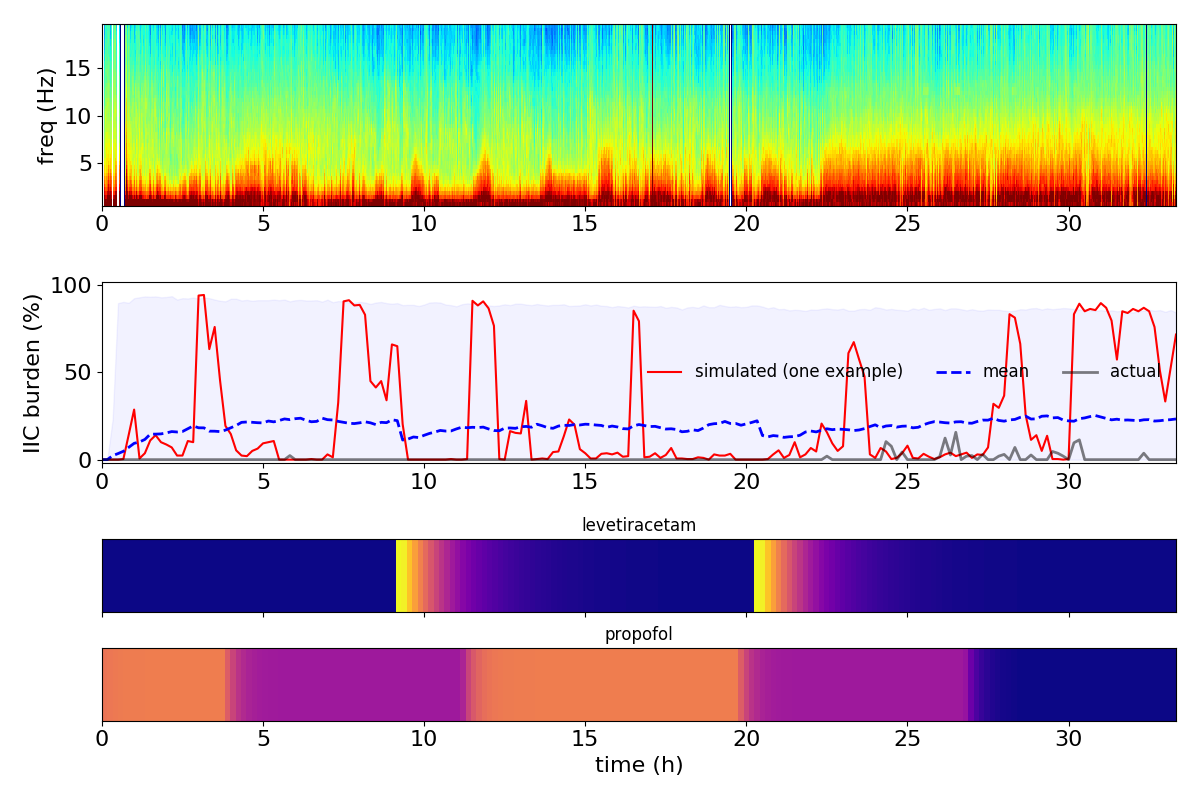 freq (Hz)
15
10
5
0 5 10 15 20 25 30
IIC burden (%)
100
50
0
simulated (one example) mean actual
0 5 10 15 20 25 30
levetiracetam
propofol
0 5 10 15 20 25 30
time (h)